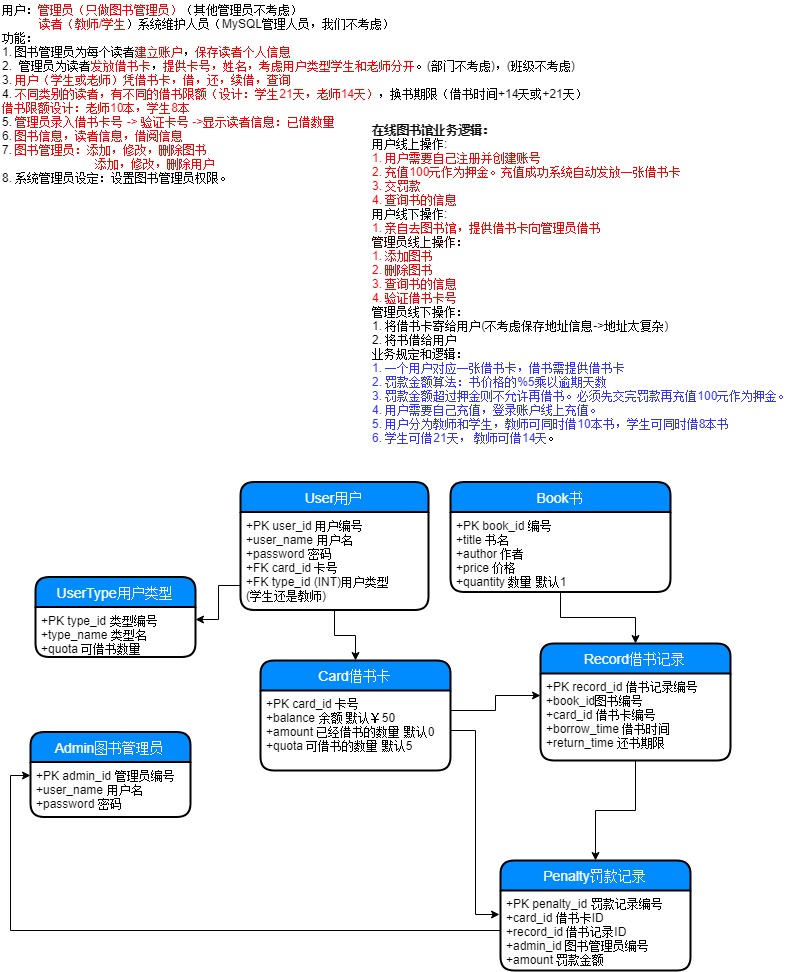 用户：管理员（只做图书管理员）（其他管理员不考虑）
读者（教师/学生）系统维护人员（MySQL管理人员，我们不考虑）
功能：
1. 图书管理员为每个读者建立账户，保存读者个人信息
2. 管理员为读者发放借书卡，提供卡号，姓名，考虑用户类型学生和老师分开。(部门不考虑)，(班级不考虑)
3. 用户（学生或老师）凭借书卡，借，还，续借，查询
4. 不同类别的读者，有不同的借书限额（设计：学生21天，老师14天），换书期限（借书时间+14天或+21天）
借书限额设计：老师10本，学生8本
5. 管理员录入借书卡号 -> 验证卡号 ->显示读者信息：已借数量
6. 图书信息，读者信息，借阅信息
7. 图书管理员：添加，修改，删除图书
添加，修改，删除用户
8. 系统管理员设定：设置图书管理员权限。
在线图书馆业务逻辑：
用户线上操作:
1. 用户需要自己注册并创建账号
2. 充值100元作为押金。充值成功系统自动发放一张借书卡
3. 交罚款
4. 查询书的信息
用户线下操作:
1. 亲自去图书馆，提供借书卡向管理员借书
管理员线上操作：
1. 添加图书
2. 删除图书
3. 查询书的信息
4. 验证借书卡号
管理员线下操作：
1. 将借书卡寄给用户(不考虑保存地址信息->地址太复杂）
2. 将书借给用户
业务规定和逻辑：
1. 一个用户对应一张借书卡，借书需提供借书卡
2. 罚款金额算法：书价格的%5乘以逾期天数
3. 罚款金额超过押金则不允许再借书。必须先交完罚款再充值100元作为押金。
4. 用户需要自己充值，登录账户线上充值。
5. 用户分为教师和学生，教师可同时借10本书，学生可同时借8本书
6. 学生可借21天， 教师可借14天。
User用户
+PK user_id 用户编号
+user_name 用户名
+password 密码
+FK card_id 卡号
+FK type_id (INT)用户类型
(学生还是教师)
Book书
+PK book_id 编号
+title 书名
+author 作者
+price 价格
+quantity 数量 默认1
UserType用户类型
+PK type_id 类型编号
+type_name 类型名
+quota 可借书数量
Card借书卡
+PK card_id 卡号
+balance 余额 默认￥50
+amount 已经借书的数量 默认0
+quota 可借书的数量 默认5
Record借书记录
+PK record_id 借书记录编号
+book_id图书编号
+card_id 借书卡编号
+borrow_time 借书时间
+return_time 还书期限
Admin图书管理员
+PK admin_id 管理员编号
+user_name 用户名
+password 密码
Penalty罚款记录
+PK penalty_id 罚款记录编号
+card_id 借书卡ID
+record_id 借书记录ID
+admin_id 图书管理员编号
+amount 罚款金额